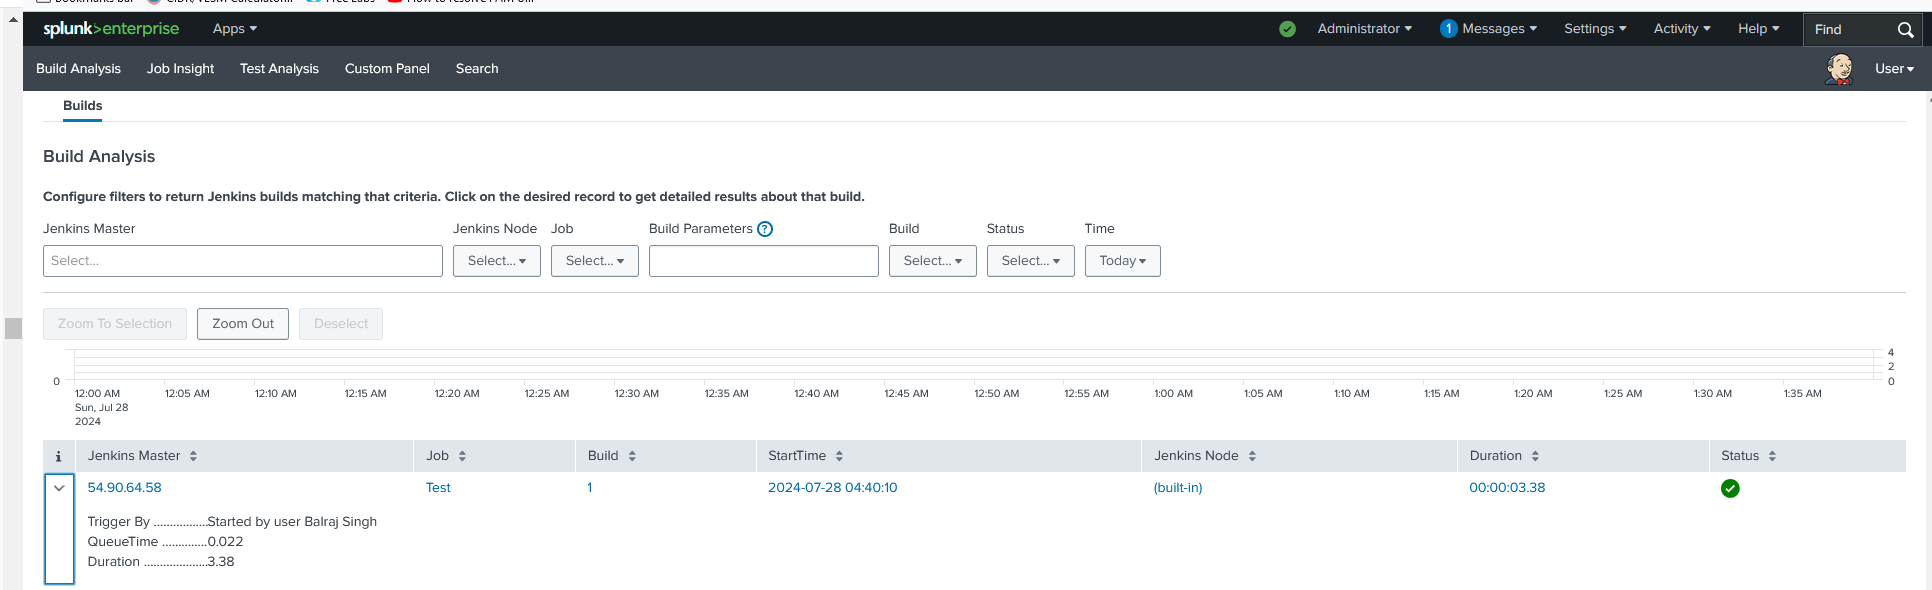 splunk>enterprise Apps Administrator 1 Messages Settings Activity Help Find
Build Analysis Job Insight Test Analysis Custom Panel Search User
Builds
Build Analysis
Configure filters to return Jenkins builds matching that criteria. Click on the desired record to get detailed results about that build.
Jenkins Master Jenkins Node Job Build Parameters ? Build Status Time
Select... Select... Select... Select... Select... Today
Zoom To Selection Zoom Out Deselect
4
2
0 0
12:00 AM 12:05 AM 12:10 AM 12:15 AM 12:20 AM 12:25 AM 12:30 AM 12:35 AM 12:40 AM 12:45 AM 12:50 AM 12:55 AM 1:00 AM 1:05 AM 1:10 AM 1:15 AM 1:20 AM 1:25 AM 1:30 AM 1:35 AM
Sun, Jul 28
2024
i Jenkins Master Job Build StartTime Jenkins Node Duration Status
54.90.64.58 Test 1 2024-07-28 04:40:10 (built-in) 00:00:03.38
Trigger By .................Started by user Balraj Singh
QueueTime ..............0.022
Duration ....................3.38